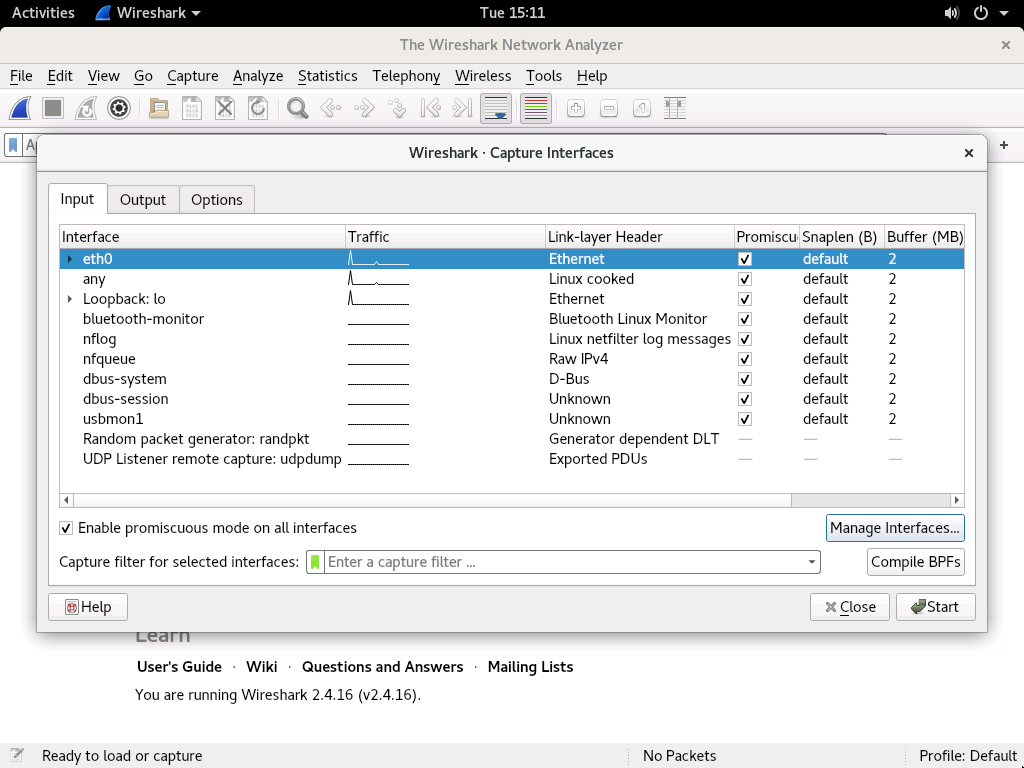 Activities Wireshark Tue 15:11
The Wireshark Network Analyzer
File Edit View Go Capture Analyze Statistics Telephony Wireless Tools Help
Wireshark · Capture Interfaces
Input Output Options
Interface Traffic Link-layer Header Promiscu Snaplen (B) Buffer (MB)
eth0 Ethernet default 2
any Linux cooked default 2
Loopback: lo Ethernet default 2
bluetooth-monitor Bluetooth Linux Monitor default 2
nflog Linux netfilter log messages default 2
nfqueue Raw IPv4 default 2
dbus-system D-Bus default 2
dbus-session Unknown default 2
usbmon1 Unknown default 2
Random packet generator: randpkt Generator dependent DLT — — —
UDP Listener remote capture: udpdump Exported PDUs — — —
Enable promiscuous mode on all interfaces Manage Interfaces...
Capture filter for selected interfaces: Enter a capture filter ... Compile BPFs
Help Close Start
Learn
User's Guide · Wiki · Questions and Answers · Mailing Lists
You are running Wireshark 2.4.16 (v2.4.16).
Ready to load or capture No Packets Profile: Default